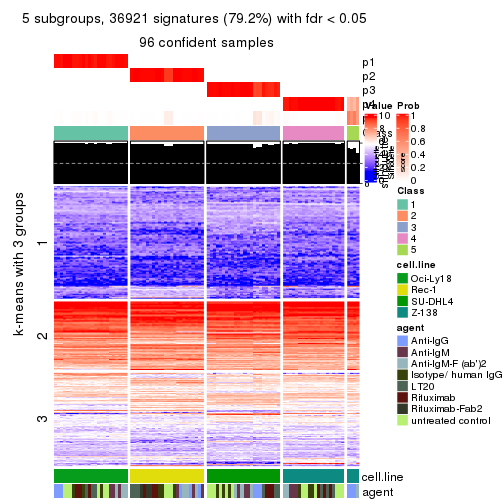 5 subgroups, 36921 signatures (79.2%) with fdr < 0.05
96 confident samples
p1
p2
p3
k-means with 3 groups
1
2
3
Value
10
Prob
1
0.8
0.6
0.4
0.2
0
Class
1
2
3
4
5
cell.line
Oci-Ly18
Rec-1
SU-DHL4
Z-138
agent
Anti-IgG
Anti-IgM
Anti-IgM-F (ab')2
Isotype/ human IgG
LT20
Rituximab
Rituximab-Fab2
untreated control
cell.line
agent